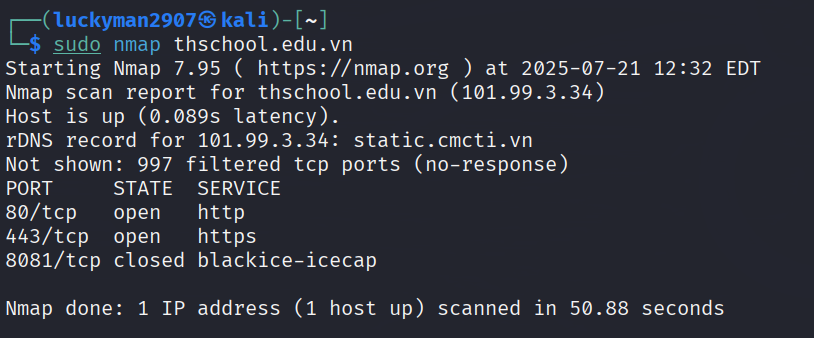 ┌──(luckyman2907㉿kali)-[~]
└─$ sudo nmap thschool.edu.vn
Starting Nmap 7.95 ( https://nmap.org ) at 2025-07-21 12:32 EDT
Nmap scan report for thschool.edu.vn (101.99.3.34)
Host is up (0.089s latency).
rDNS record for 101.99.3.34: static.cmcti.vn
Not shown: 997 filtered tcp ports (no-response)
PORT     STATE  SERVICE
80/tcp   open   http
443/tcp  open   https
8081/tcp closed blackice-icecap
Nmap done: 1 IP address (1 host up) scanned in 50.88 seconds